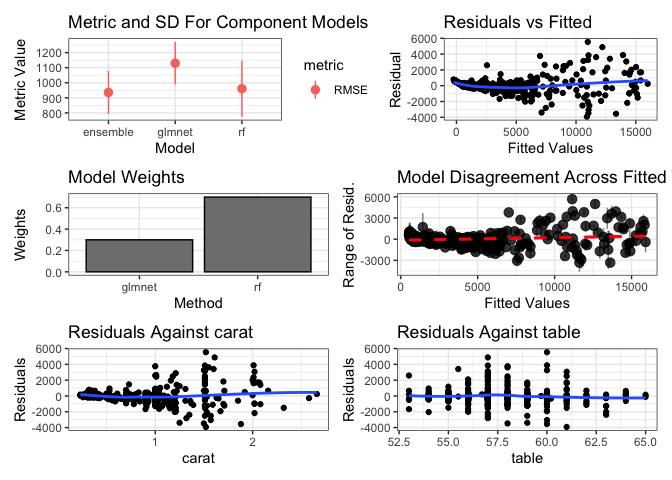 Metric and SD For Component Models
Metric Value
1200
1100
1000
900
800
ensemble glmnet rf
Model
metric
RMSE
Residuals vs Fitted
Residual
6000
4000
2000
0
-2000
-4000
0 5000 10000 15000
Fitted Values
Model Weights
Weights
0.6
0.4
0.2
0.0
glmnet rf
Method
Model Disagreement Across Fitted
Range of Resid.
6000
3000
0
-3000
0 5000 10000 15000
Fitted Values
Residuals Against carat
Residuals
6000
4000
2000
0
-2000
-4000
1 2
carat
Residuals Against table
Residuals
6000
4000
2000
0
-2000
-4000
52.5 55.0 57.5 60.0 62.5 65.0
table